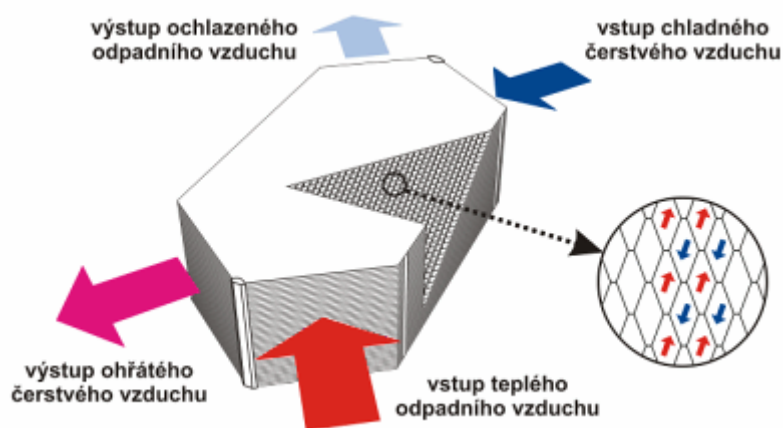 výstup ochlazeného
odpadního vzduchu
vstup chladného
čerstvého vzduchu
výstup ohřátého
čerstvého vzduchu
vstup teplého
odpadního vzduchu